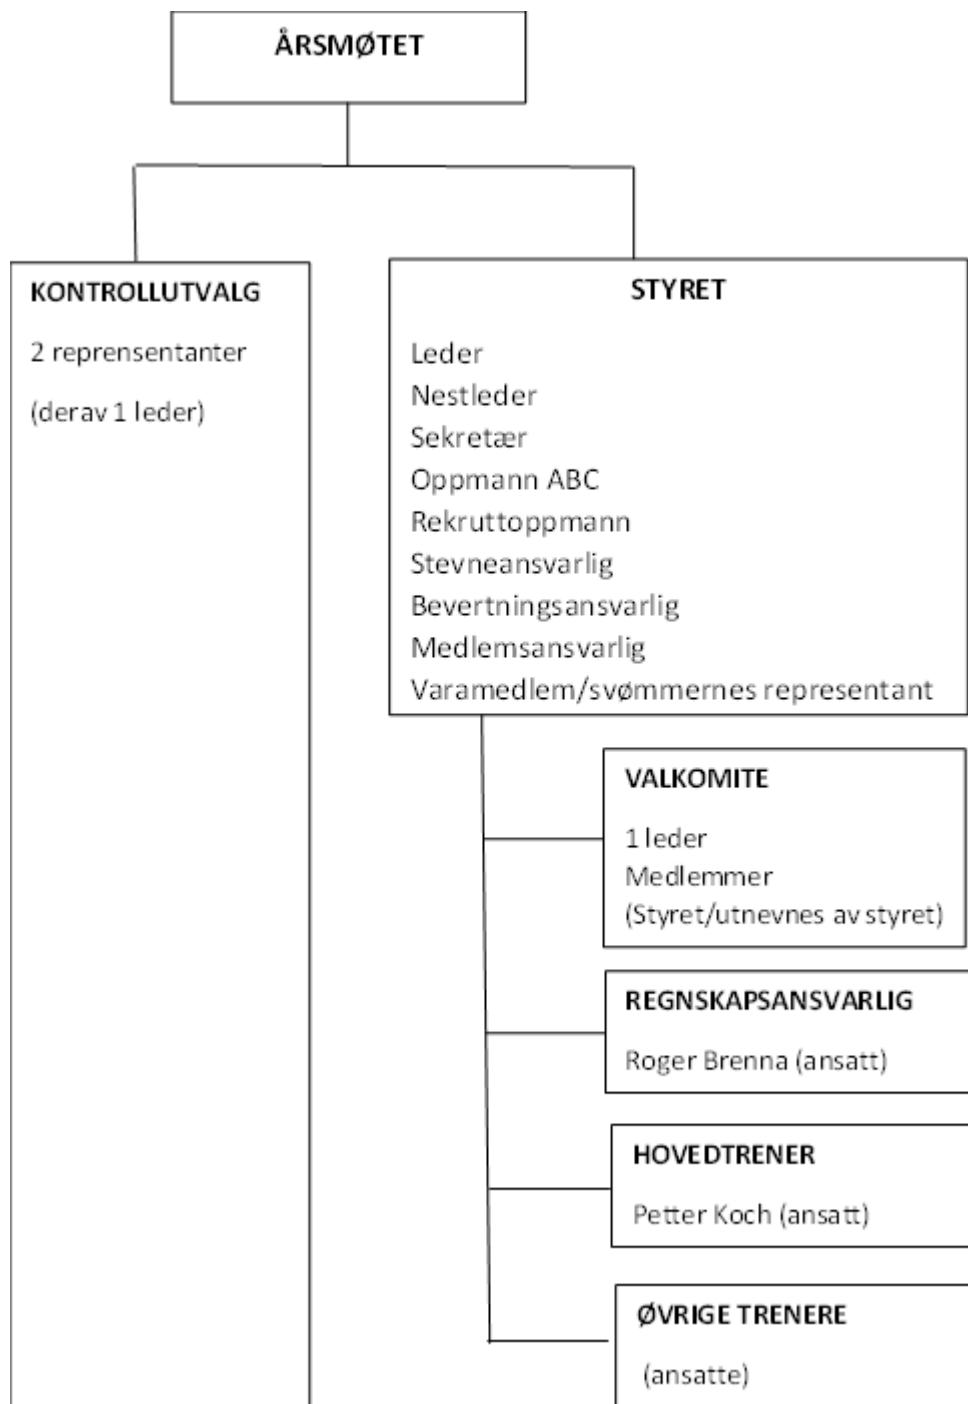 ÅRSMØTET
KONTROLLUTVALG
2 reprensentanter
(derav 1 leder)
STYRET
Leder
Nestleder
Sekretær
Oppmann ABC
Rekruttoppmann
Stevneansvarlig
Bevertningsansvarlig
Medlemsansvarlig
Varamedlem/svømmernes representant
VALKOMITE
1 leder
Medlemmer
(Styret/utnevnes av styret)
REGNSKAPSANSVARLIG
Roger Brenna (ansatt)
HOVEDTRENER
Petter Koch (ansatt)
ØVRIGE TRENERE
(ansatte)